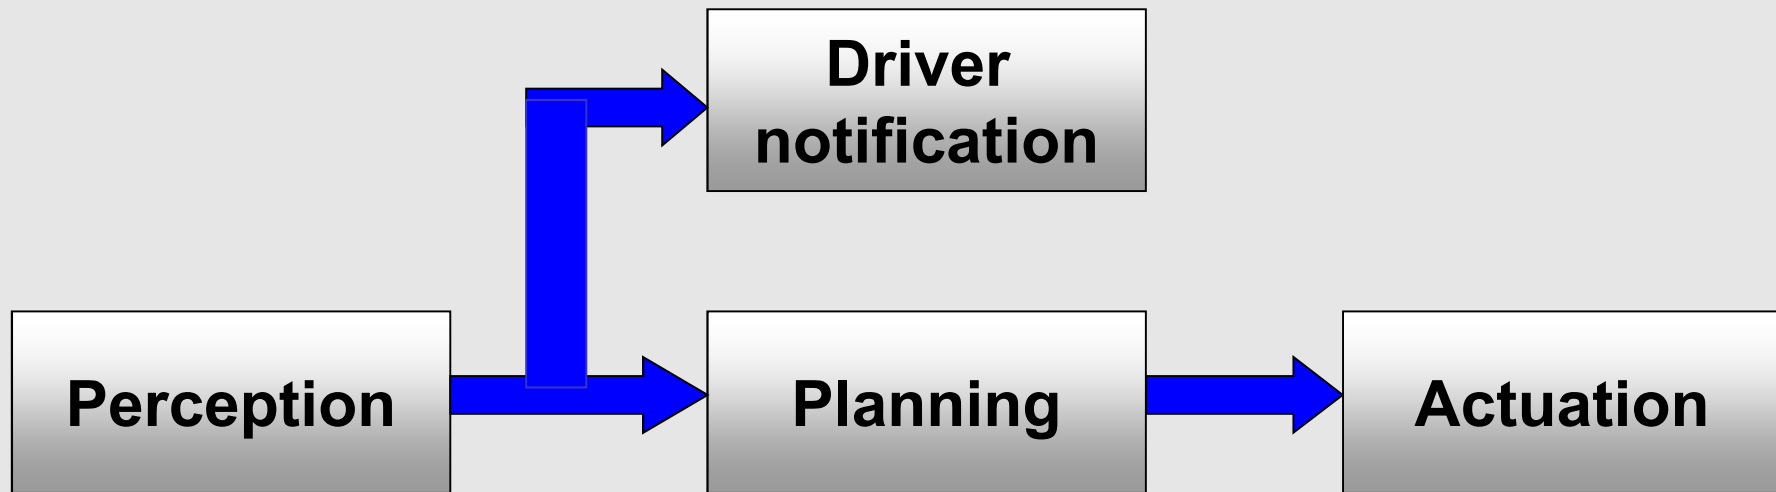 Driver
notification
Perception
Planning
Actuation